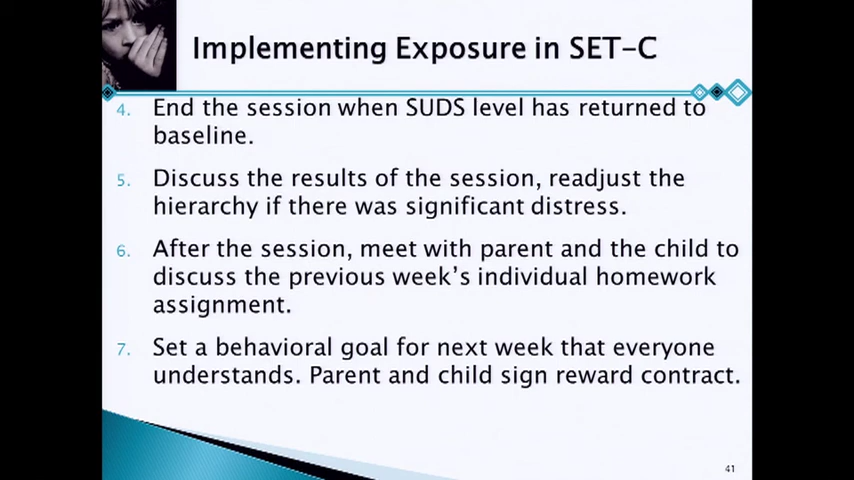 Implementing Exposure in SET-C
4. End the session when SUDS level has returned to
baseline.
5. Discuss the results of the session, readjust the
hierarchy if there was significant distress.
6. After the session, meet with parent and the child to
discuss the previous week's individual homework
assignment.
7. Set a behavioral goal for next week that everyone
understands. Parent and child sign reward contract.
41